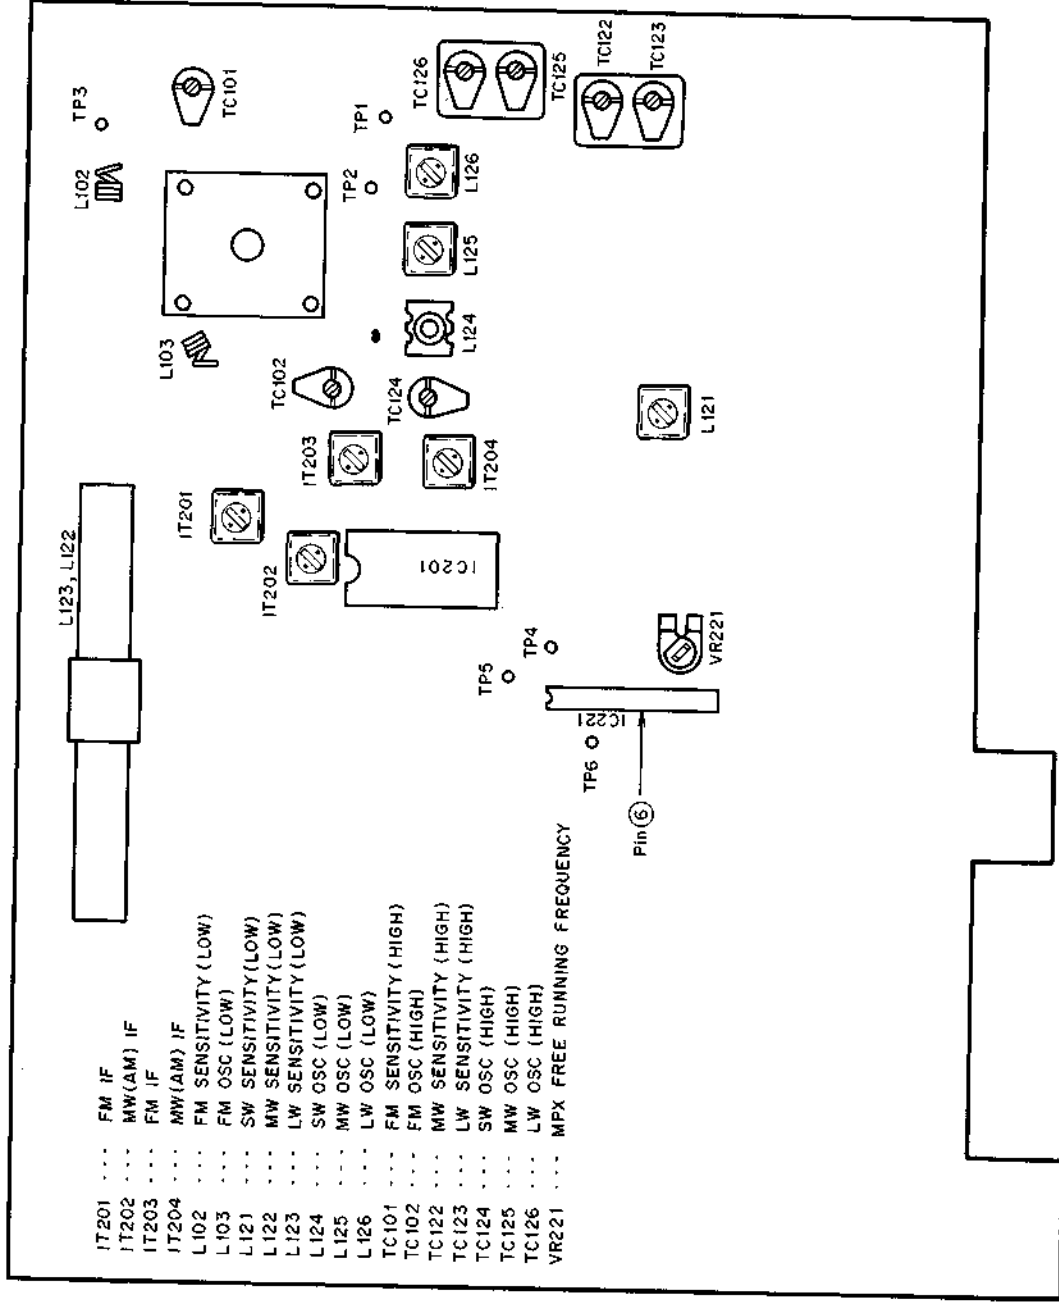 IT201 --- FM IF
IT202 --- MW(AM) IF
IT203 --- FM IF
IT204 --- MW(AM) IF
L102 --- FM SENSITIVITY (LOW)
L103 --- FM OSC (LOW)
L121 --- SW SENSITIVITY (LOW)
L122 --- MW SENSITIVITY (LOW)
L123 --- LW SENSITIVITY (LOW)
L124 --- SW OSC (LOW)
L125 --- MW OSC (LOW)
L126 --- LW OSC (LOW)
TC101 --- FM SENSITIVITY (HIGH)
TC102 --- FM OSC (HIGH)
TC122 --- MW SENSITIVITY (HIGH)
TC123 --- LW SENSITIVITY (HIGH)
TC124 --- SW OSC (HIGH)
TC125 --- MW OSC (HIGH)
TC126 --- LW OSC (HIGH)
VR221 --- MPX FREE RUNNING FREQUENCY
L123, L122
L103
L102
TP3
TC101
IT201
IT202
IT203
TC102
TP2
TP1
IC201
IT204
TC124
L124
L125
L126
TC126
TC125
TC122
TC123
TP5
TP4
TP6
IC221
Pin 6
VR221
L121